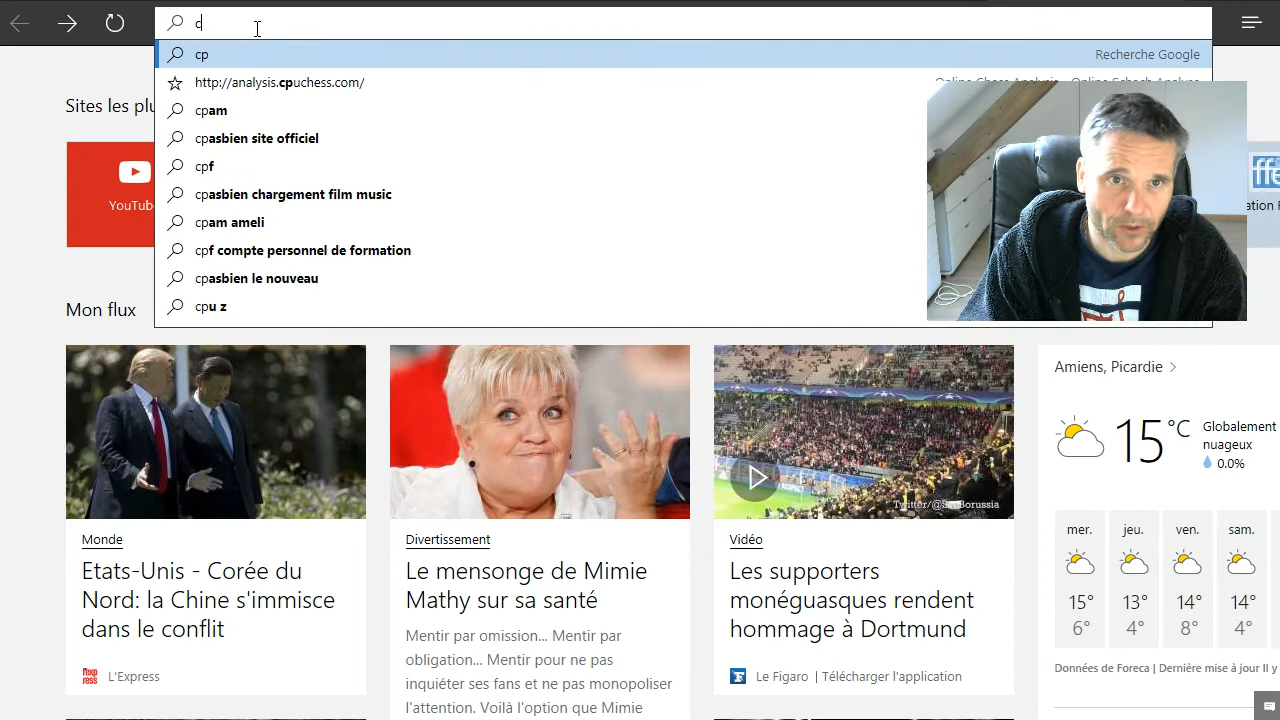 c
cp
Recherche Google
http://analysis.cpuchess.com/
cpam
cpasbien site officiel
cpf
cpasbien chargement film music
cpam ameli
cpf compte personnel de formation
cpasbien le nouveau
cpu z
Sites les plu
YouTub
ffe
ation F
Mon flux
Amiens, Picardie
15 °C
Globalement
nuageux
0.0%
mer. jeu. ven. sam.
15° 13° 14° 14°
6° 4° 8° 4°
Données de Foreca | Dernière mise à jour Il y
Monde
Etats-Unis - Corée du
Nord: la Chine s'immisce
dans le conflit
L'Express
Divertissement
Le mensonge de Mimie
Mathy sur sa santé
Mentir par omission... Mentir par
obligation... Mentir pour ne pas
inquiéter ses fans et ne pas monopoliser
l'attention. Voilà l'option que Mimie
Vidéo
Les supporters
monéguasques rendent
hommage à Dortmund
Le Figaro | Télécharger l'application